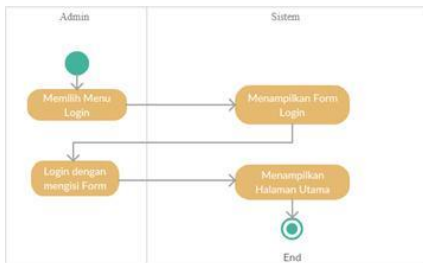 Admin
Sistem
Memilih Menu
Login
Menampilkan Form
Login
Login dengan
mengisi Form
Menampilkan
Halaman Utama
End